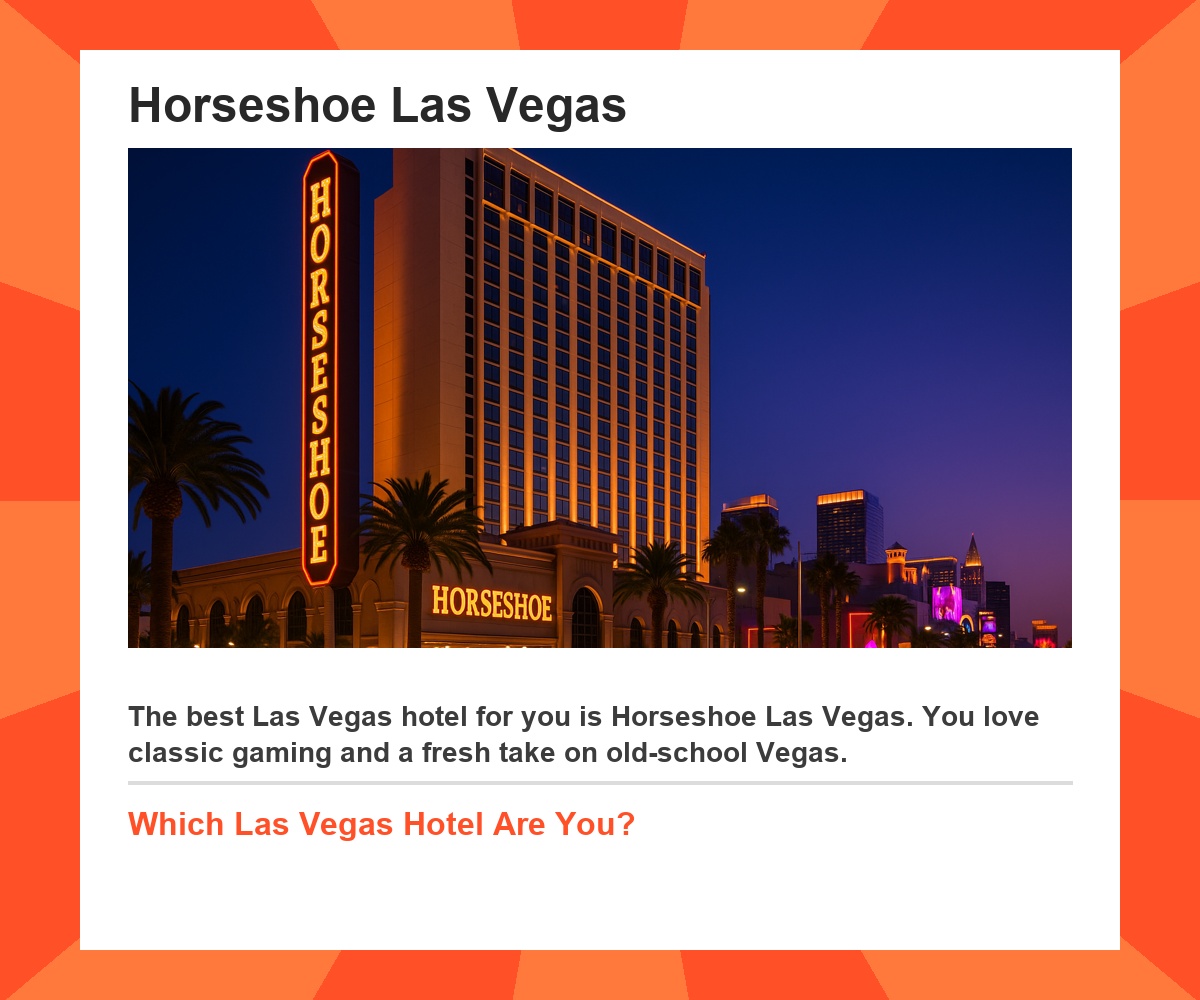 Horseshoe Las Vegas
HORSESHOE
HORSESHOE
The best Las Vegas hotel for you is Horseshoe Las Vegas. You love
classic gaming and a fresh take on old-school Vegas.
Which Las Vegas Hotel Are You?